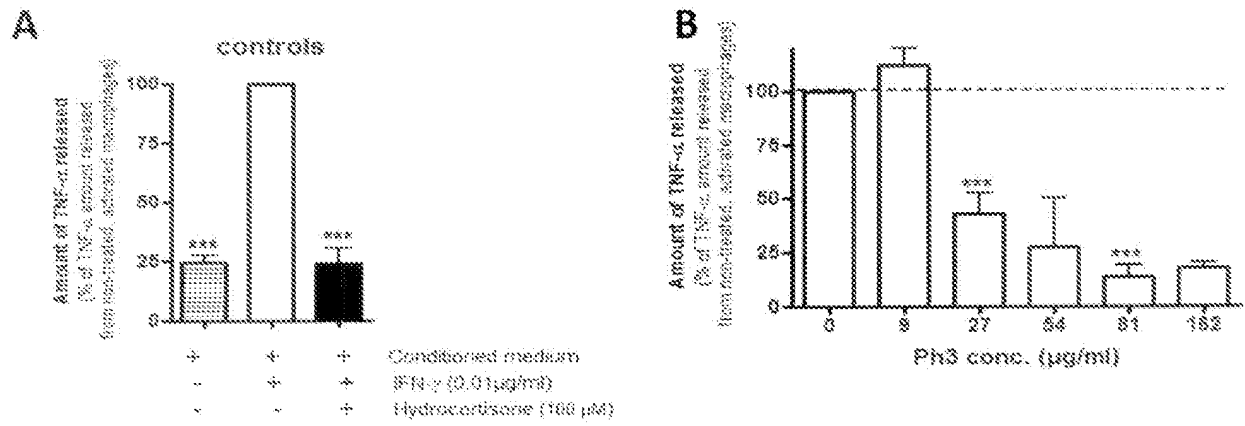 A
controls
Amount of TNF-α released
(% of TNF-α amount released
from non-treated, activated macrophages)
100
75
50
25
0
***
***
+ + + Conditioned medium
- + + IFN-γ (0.01µg/ml)
- - + Hydrocortisone (100 µM)
B
Amount of TNF-α released
(% of TNF-α amount released
from non-treated, activated macrophages)
100
75
50
25
0
***
***
0 9 27 54 81 163
Ph3 conc. (µg/ml)